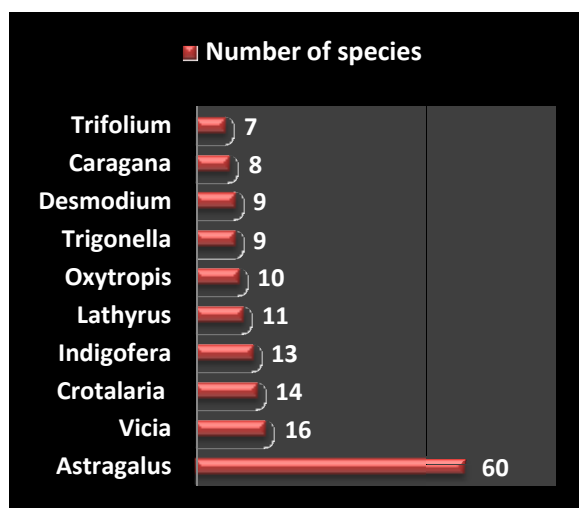 Number of species
Trifolium 7
Caragana 8
Desmodium 9
Trigonella 9
Oxytropis 10
Lathyrus 11
Indigofera 13
Crotalaria 14
Vicia 16
Astragalus 60